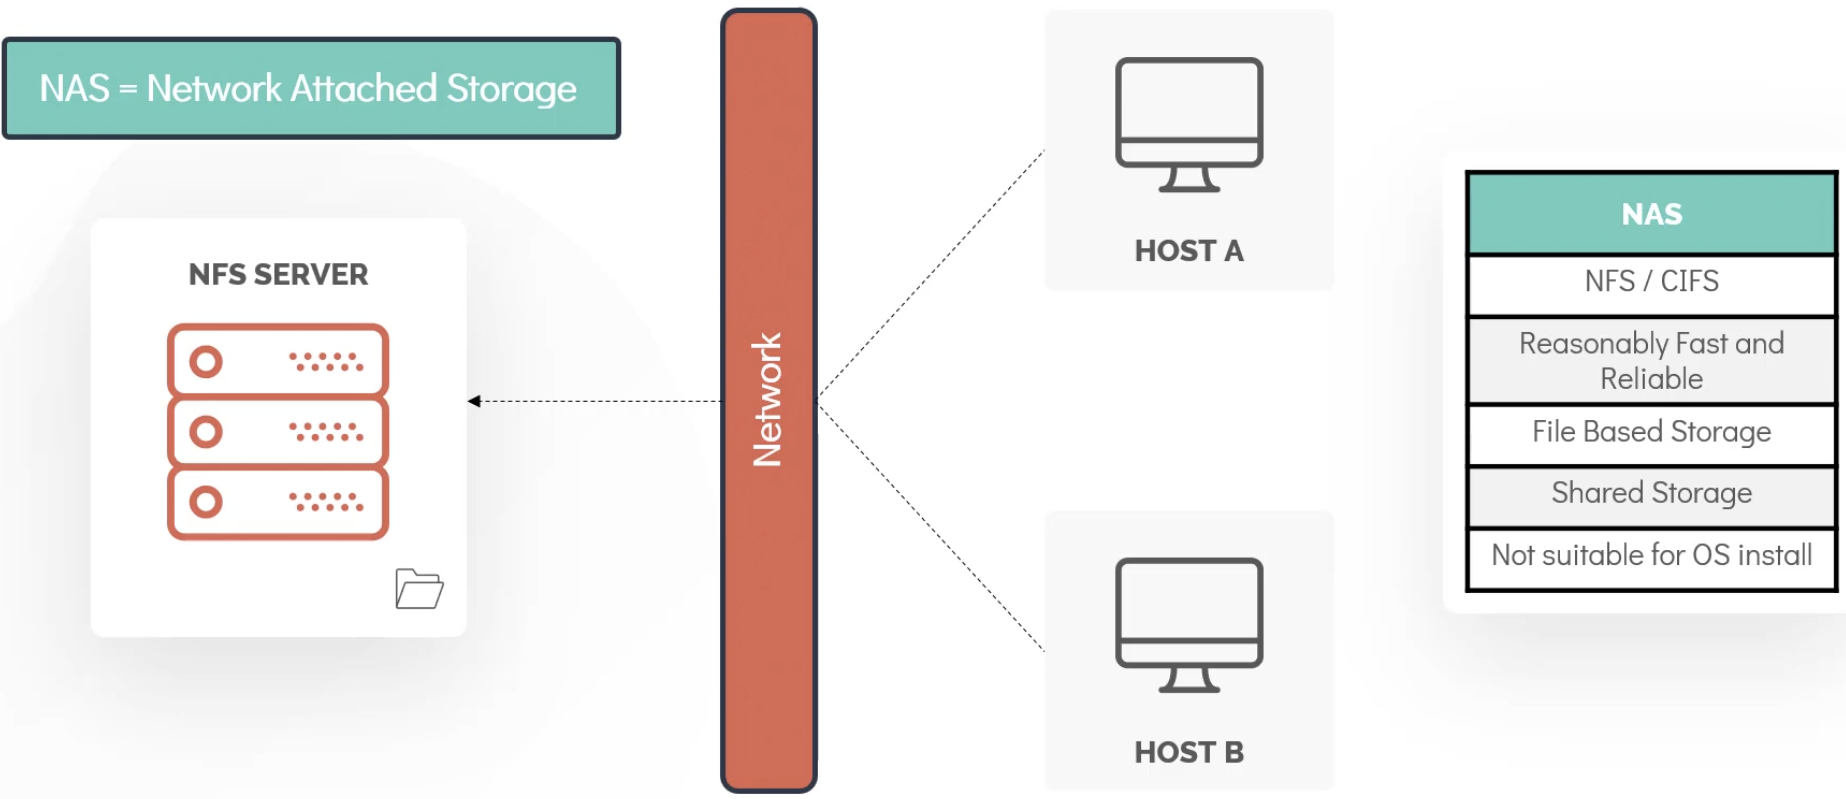 NAS = Network Attached Storage
NFS SERVER
Network
HOST A
HOST B
NAS
NFS / CIFS
Reasonably Fast and
Reliable
File Based Storage
Shared Storage
Not suitable for OS install